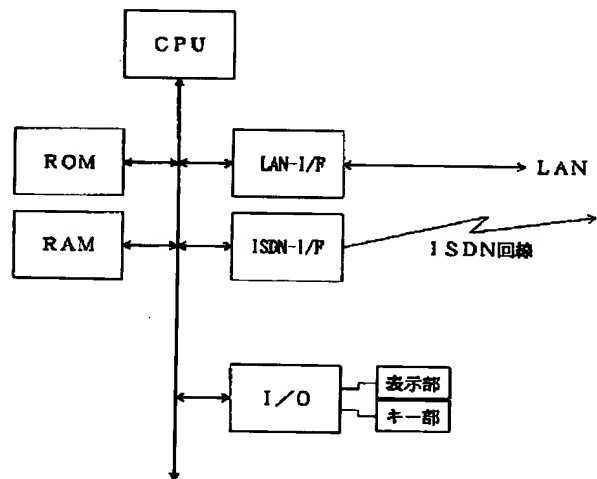 CPU
ROM
LAN-I/F
LAN
RAM
ISDN-I/F
ISDN回線
I/O
表示部
キー部